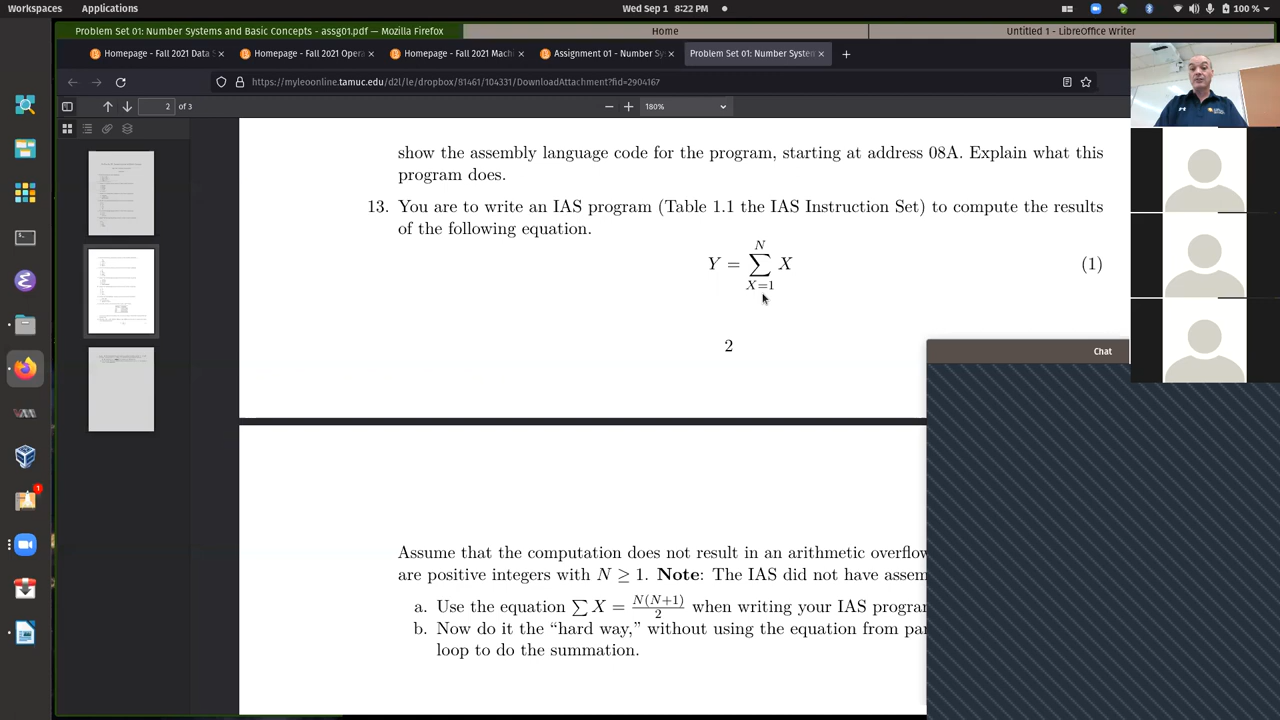 Workspaces Applications Wed Sep 1 8:22 PM 100 %
Problem Set 01: Number Systems and Basic Concepts - assg01.pdf — Mozilla Firefox Home Untitled 1 - LibreOffice Writer
Homepage - Fall 2021 Data S Homepage - Fall 2021 Opera Homepage - Fall 2021 Machi Assignment 01 - Number Sy Problem Set 01: Number System
https://myleoonline.tamuc.edu/d2l/le/dropbox/81461/104331/DownloadAttachment?fid=2904167
2 of 3 180%
show the assembly language code for the program, starting at address 08A. Explain what this
program does.
13. You are to write an IAS program (Table 1.1 the IAS Instruction Set) to compute the results
of the following equation.
Y = ∑_{X=1}^{N} X (1)
2
Chat
Assume that the computation does not result in an arithmetic overflow
are positive integers with N ≥ 1. Note: The IAS did not have assem
a. Use the equation ∑ X = N(N+1)/2 when writing your IAS progra
b. Now do it the “hard way,” without using the equation from pa
loop to do the summation.
1